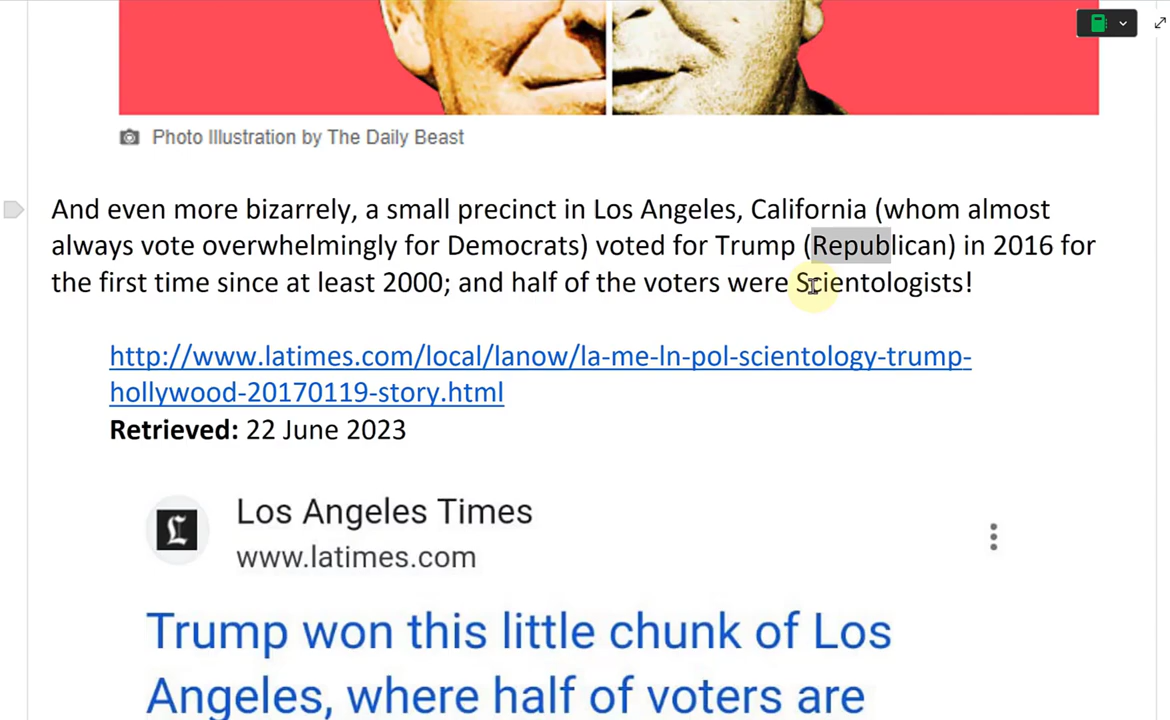 Photo Illustration by The Daily Beast
And even more bizarrely, a small precinct in Los Angeles, California (whom almost
always vote overwhelmingly for Democrats) voted for Trump (Republican) in 2016 for
the first time since at least 2000; and half of the voters were Scientologists!
http://www.latimes.com/local/lanow/la-me-ln-pol-scientology-trump-
hollywood-20170119-story.html
Retrieved: 22 June 2023
Los Angeles Times
www.latimes.com
Trump won this little chunk of Los
Angeles, where half of voters are